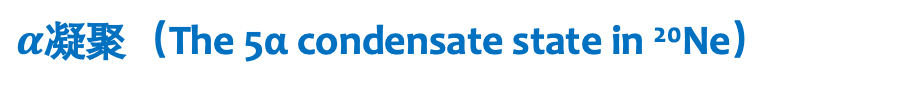 α凝聚（The 5α condensate state in ²⁰Ne）